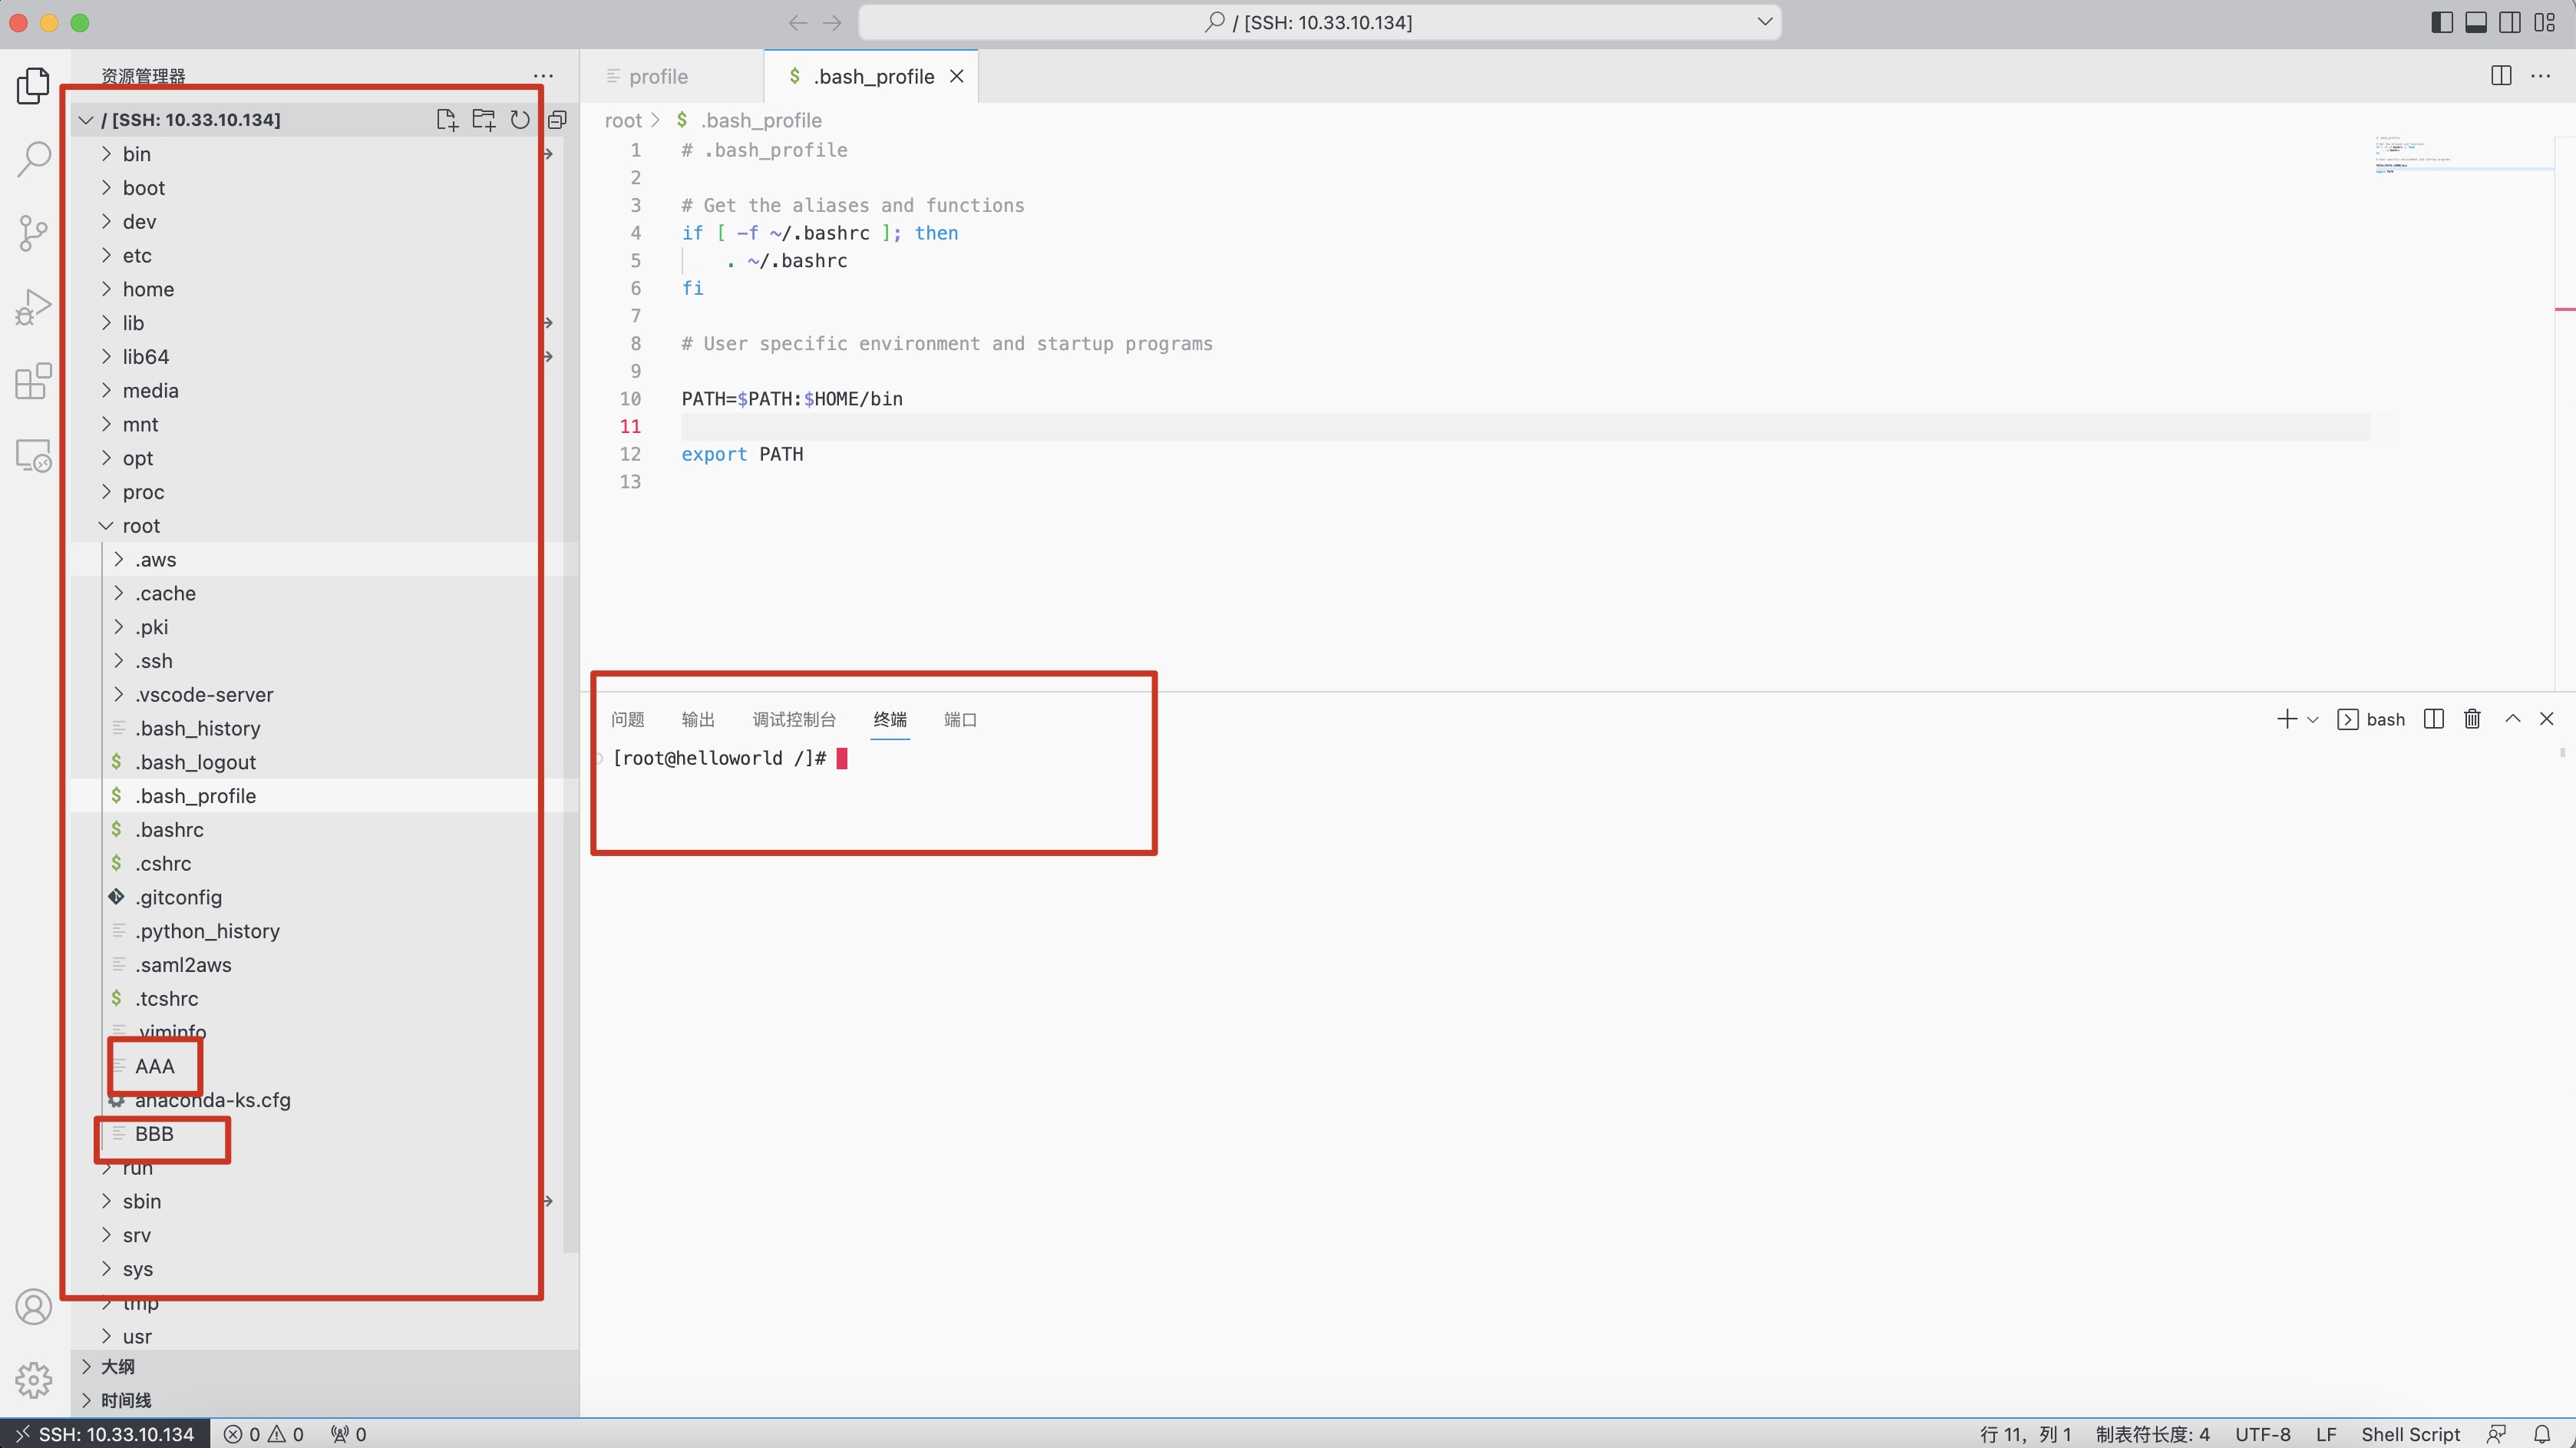 / [SSH: 10.33.10.134]
资源管理器
/ [SSH: 10.33.10.134]
bin
boot
dev
etc
home
lib
lib64
media
mnt
opt
proc
root
.aws
.cache
.pki
.ssh
.vscode-server
.bash_history
.bash_logout
.bash_profile
.bashrc
.cshrc
.gitconfig
.python_history
.saml2aws
.tcshrc
.viminfo
AAA
anaconda-ks.cfg
BBB
run
sbin
srv
sys
tmp
usr
大纲
时间线
profile
$ .bash_profile
root > $ .bash_profile
1 # .bash_profile
2
3 # Get the aliases and functions
4 if [ -f ~/.bashrc ]; then
5 . ~/.bashrc
6 fi
7
8 # User specific environment and startup programs
9
10 PATH=$PATH:$HOME/bin
11
12 export PATH
13
问题 输出 调试控制台 终端 端口
bash
[root@helloworld /]#
SSH: 10.33.10.134 0 0 0
行 11，列 1 制表符长度: 4 UTF-8 LF Shell Script